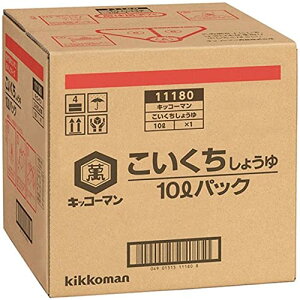 11180
キッコーマン
こいくちしょうゆ
10ℓ ×1
4
萬
キッコーマン
こいくちしょうゆ
10ℓパック
kikkoman